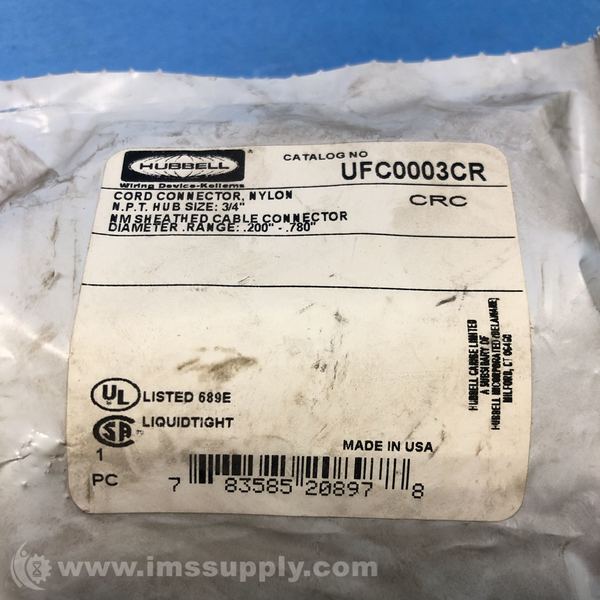 HUBBELL
Wiring Device-Kellems
CATALOG NO UFC0003CR
CORD CONNECTOR, NYLON
N.P.T. HUB SIZE: 3/4"
CRC
NM SHEATHED CABLE CONNECTOR
DIAMETER .RANGE: .200" - .780"
HUBBELL CARIBE LIMITED
A SUBSIDIARY OF
HUBBELL INCORPORATED (DELAWARE)
MILFORD, CT 06460
UL LISTED 689E
SA LIQUIDTIGHT
1
PC
MADE IN USA
7 83585 20897 8
www.imssupply.com